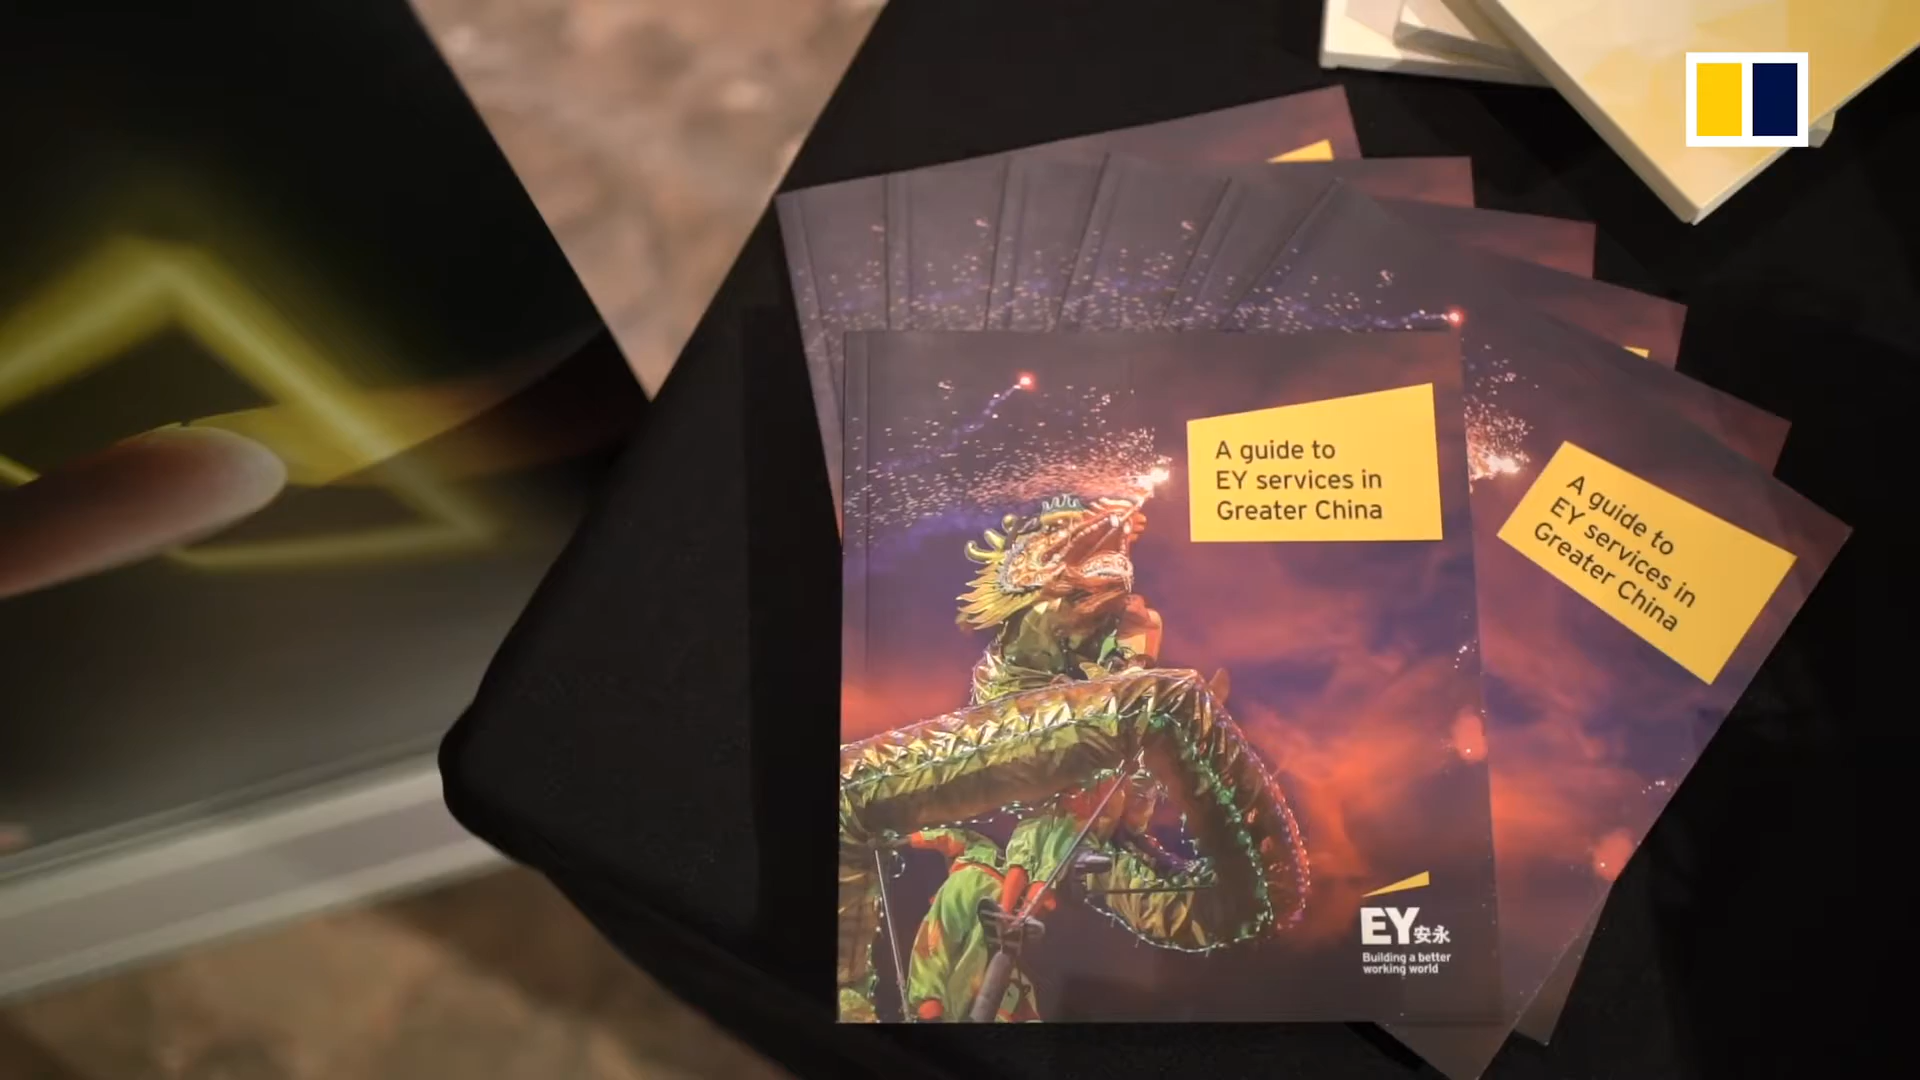 A guide to
EY services in
Greater China
A guide to
EY services in
Greater China
EY安永
Building a better
working world